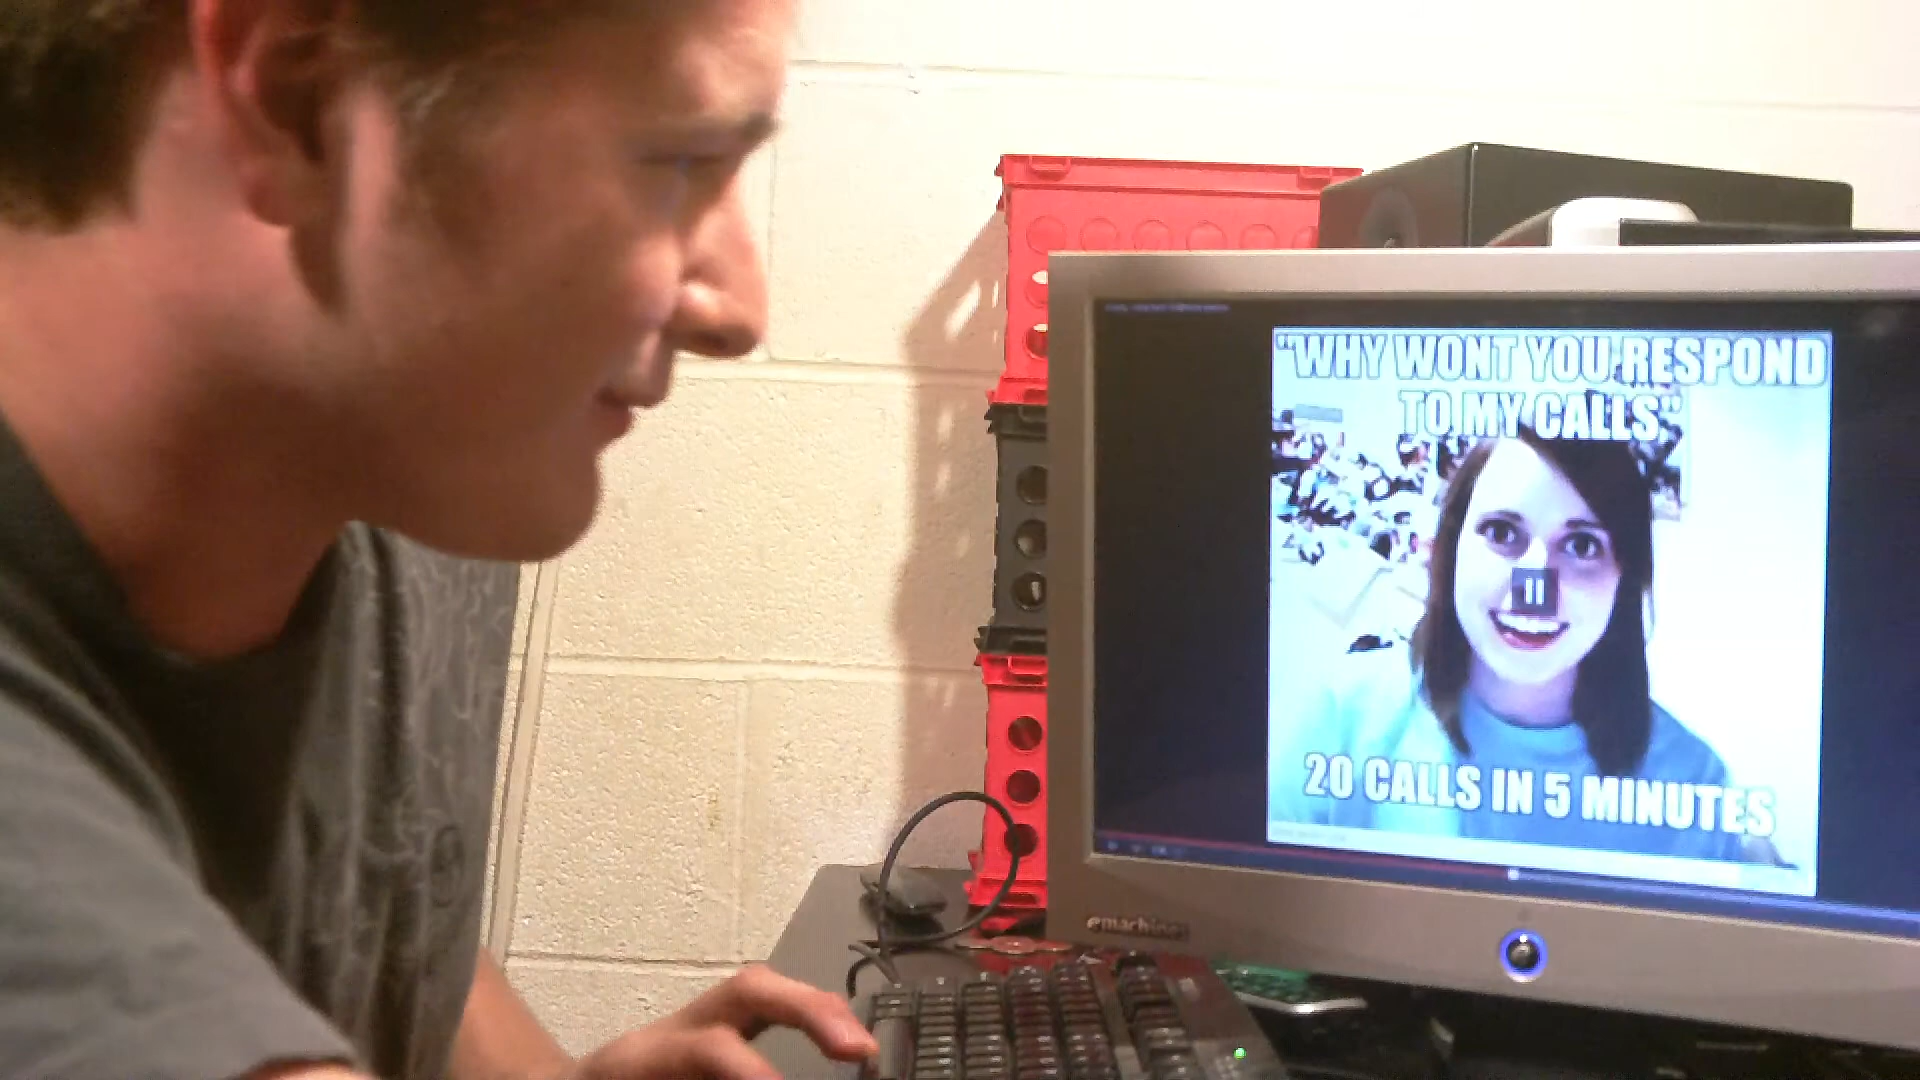 "WHY WONT YOU RESPOND
TO MY CALLS"
20 CALLS IN 5 MINUTES
emachines